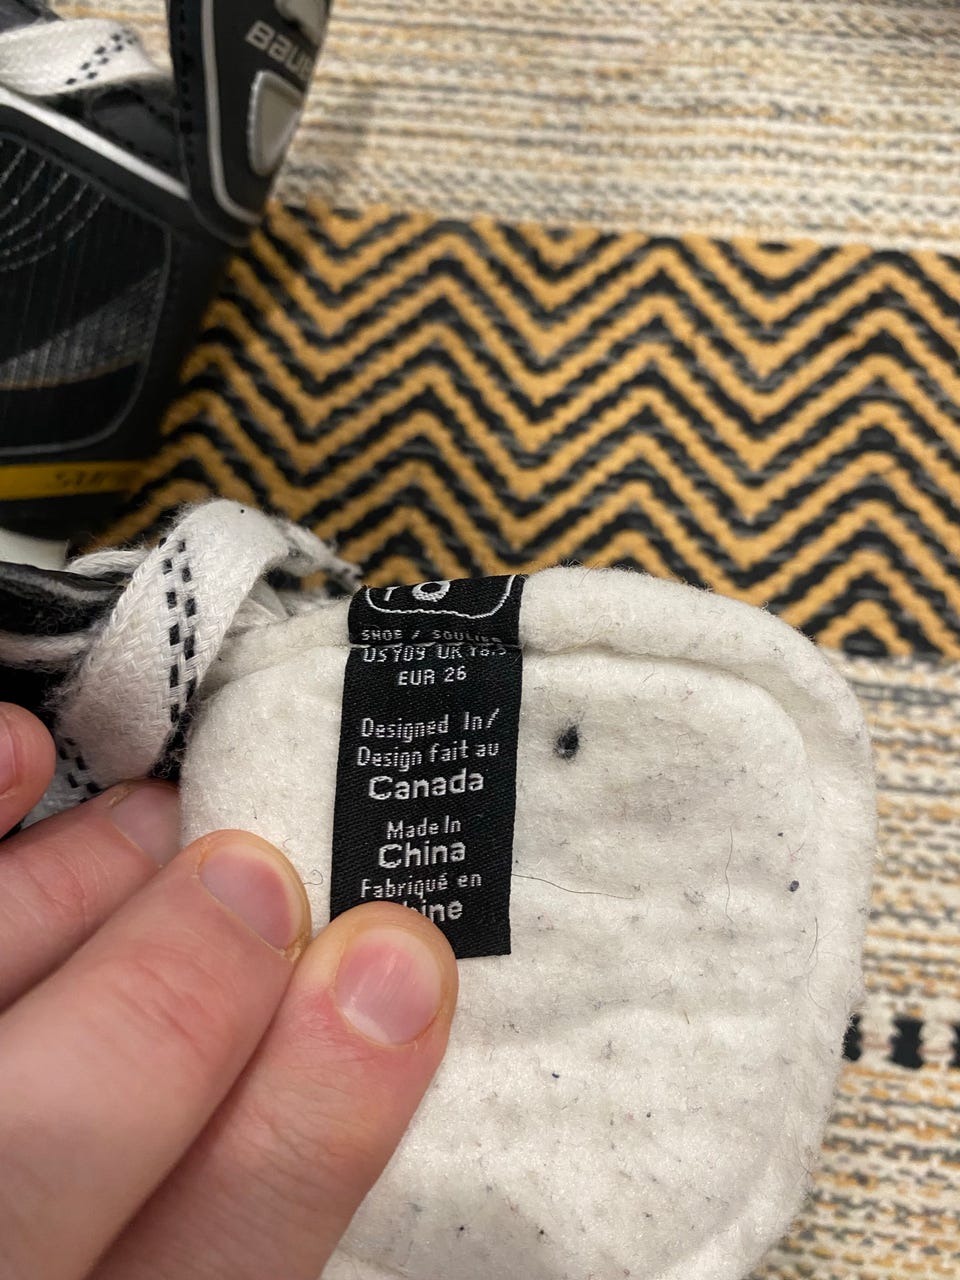 BAUER
SHOE / SOULIER
US Y09 UK Y8.5
EUR 26
Designed In/
Design fait au
Canada
Made In
China
Fabriqué en